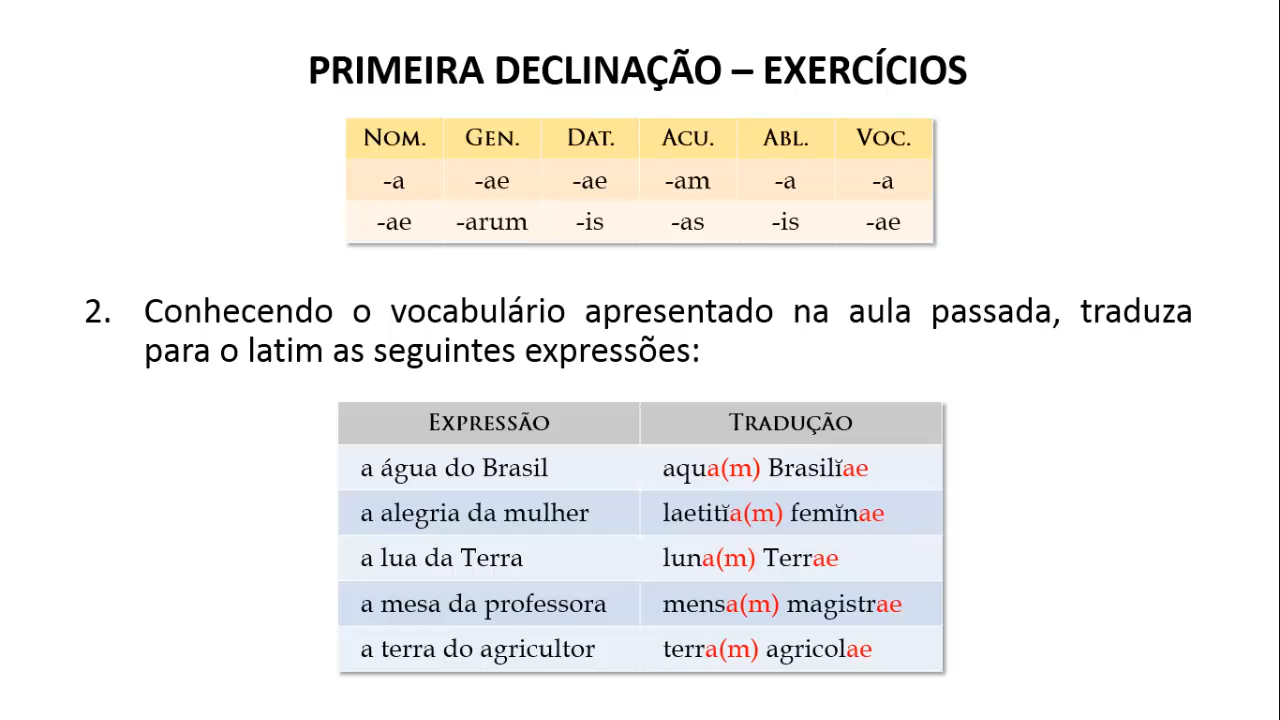 PRIMEIRA DECLINAÇÃO – EXERCÍCIOS
NOM. GEN. DAT. ACU. ABL. VOC.
-a -ae -ae -am -a -a
-ae -arum -is -as -is -ae
2. Conhecendo o vocabulário apresentado na aula passada, traduza
para o latim as seguintes expressões:
EXPRESSÃO TRADUÇÃO
a água do Brasil aqua(m) Brasilĭae
a alegria da mulher laetitĭa(m) femĭnae
a lua da Terra luna(m) Terrae
a mesa da professora mensa(m) magistrae
a terra do agricultor terra(m) agricolae